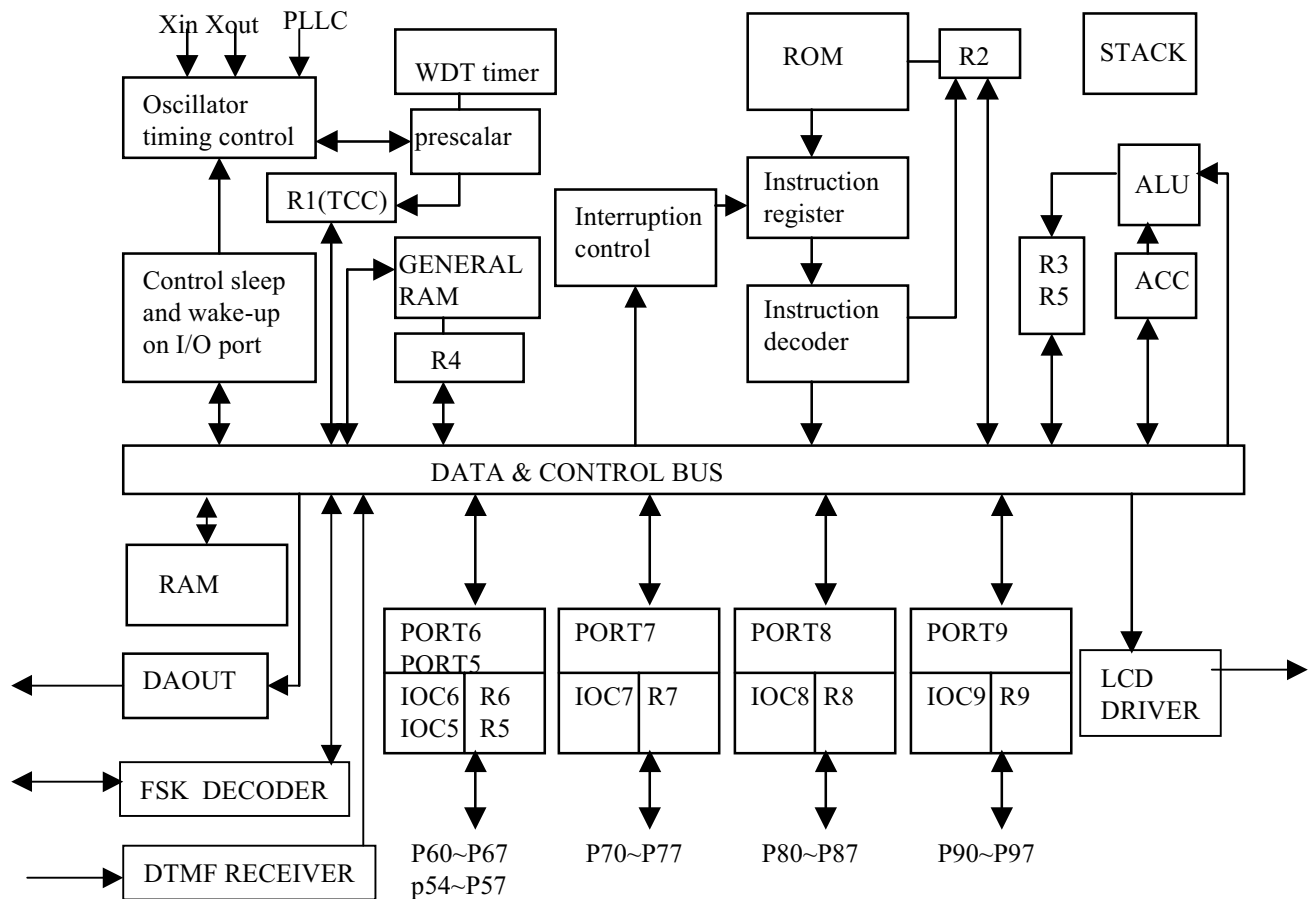 Xin Xout
PLLC
WDT timer
ROM
R2
STACK
Oscillator
timing control
prescalar
R1(TCC)
Interruption
control
Instruction
register
ALU
Control sleep
and wake-up
on I/O port
GENERAL
RAM
R4
Instruction
decoder
R3
R5
ACC
DATA & CONTROL BUS
RAM
DAOUT
FSK DECODER
DTMF RECEIVER
PORT6
PORT5
IOC6
IOC5
R6
R5
P60~P67
p54~P57
PORT7
IOC7
R7
P70~P77
PORT8
IOC8
R8
P80~P87
PORT9
IOC9
R9
P90~P97
LCD
DRIVER